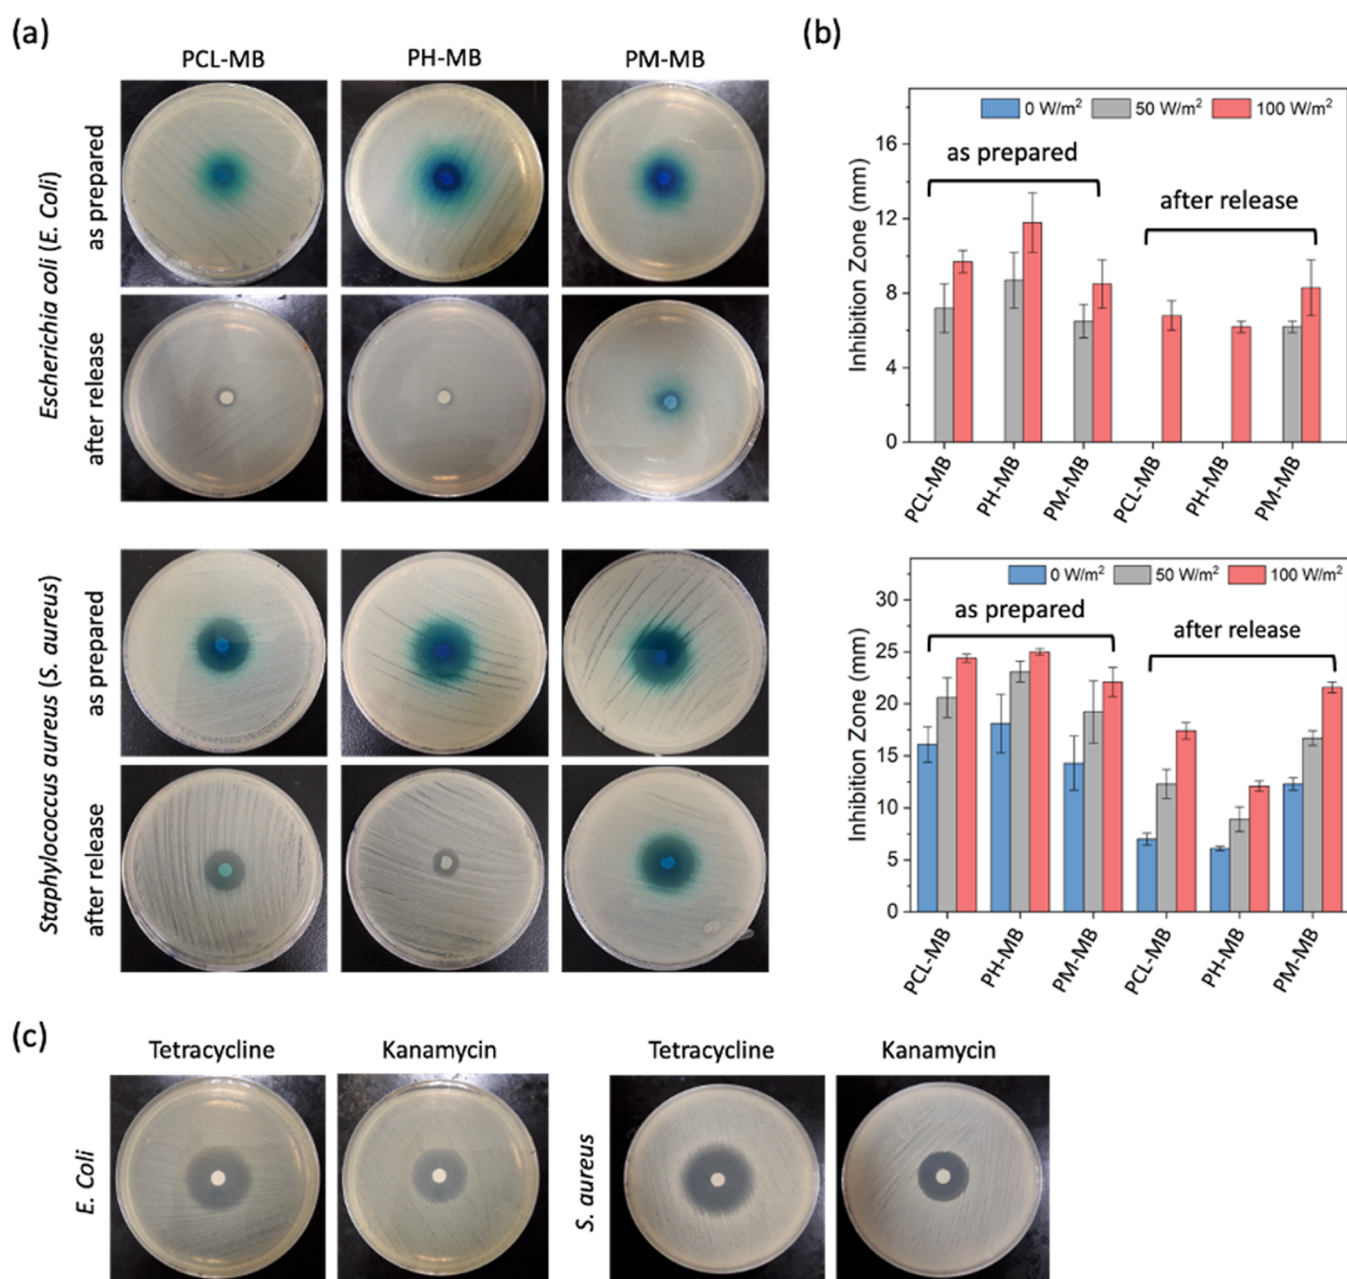 (a)
PCL-MB PH-MB PM-MB
Escherichia coli (E. Coli)
as prepared
after release
Staphylococcus aureus (S. aureus)
as prepared
after release
(b)
0 W/m² 50 W/m² 100 W/m²
as prepared
after release
Inhibition Zone (mm)
16
12
8
4
0
PCL-MB PH-MB PM-MB PCL-MB PH-MB PM-MB
0 W/m² 50 W/m² 100 W/m²
as prepared
after release
Inhibition Zone (mm)
30
25
20
15
10
5
0
PCL-MB PH-MB PM-MB PCL-MB PH-MB PM-MB
(c)
Tetracycline Kanamycin Tetracycline Kanamycin
E. Coli
S. aureus